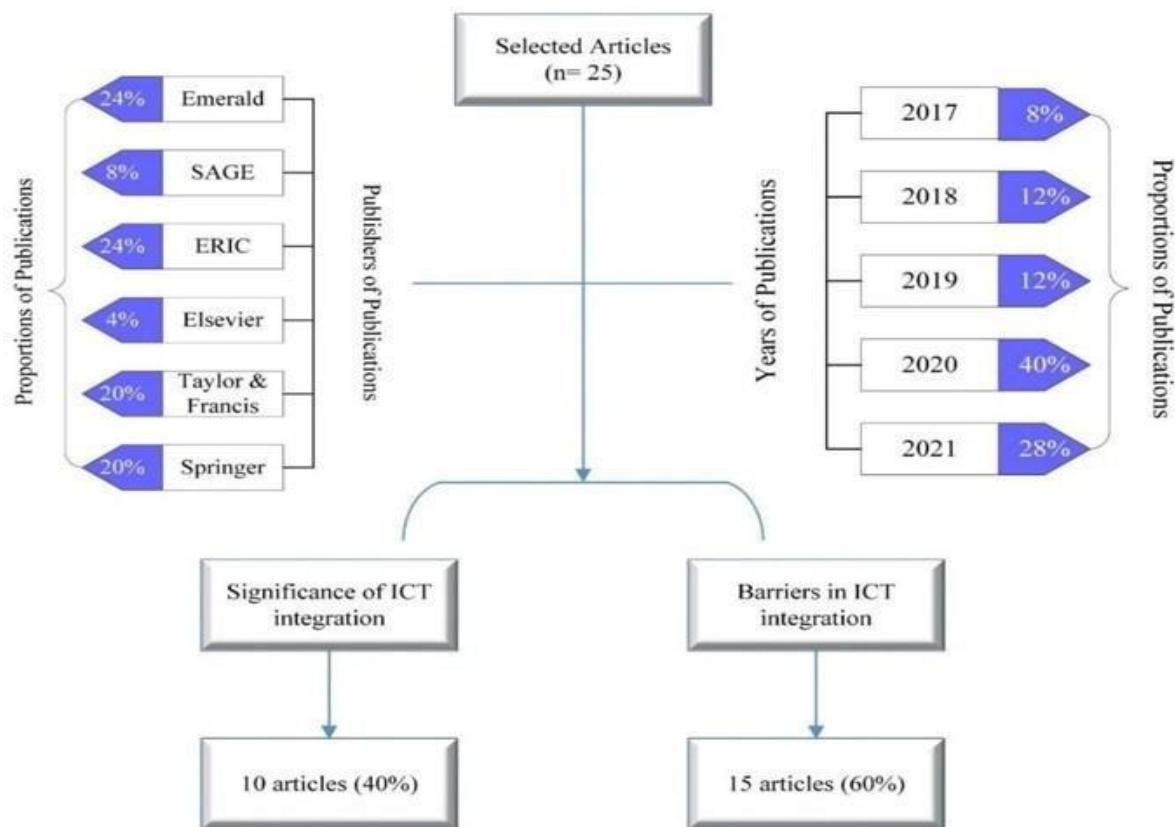 Selected Articles
(n= 25)
Proportions of Publications
24%
Emerald
8%
SAGE
24%
ERIC
4%
Elsevier
20%
Taylor &
Francis
20%
Springer
Publishers of Publications
Years of Publications
2017
8%
2018
12%
2019
12%
2020
40%
2021
28%
Proportions of Publications
Significance of ICT
integration
Barriers in ICT
integration
10 articles (40%)
15 articles (60%)